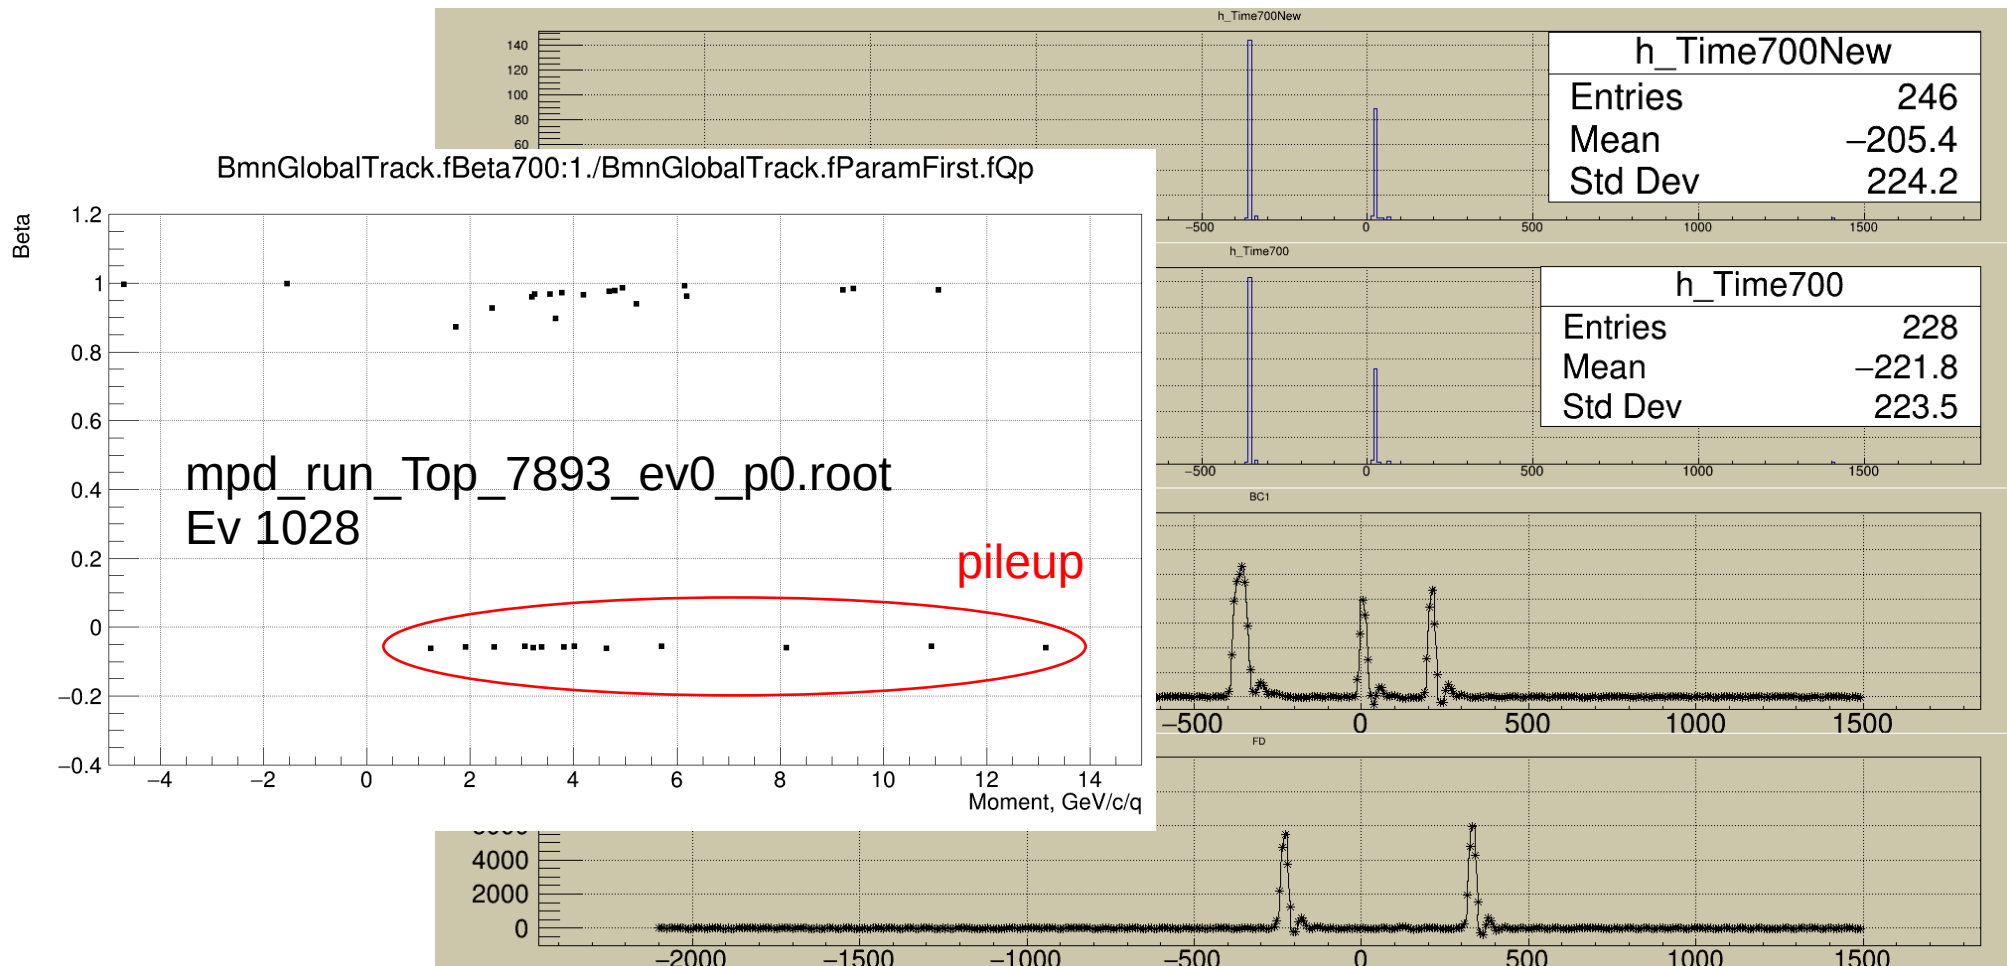 h_Time700New
140
120
100
80
60
−500
0
500
1000
1500
h_Time700New
Entries 246
Mean −205.4
Std Dev 224.2
BmnGlobalTrack.fBeta700:1./BmnGlobalTrack.fParamFirst.fQp
Beta
1.2
1
0.8
0.6
0.4
0.2
0
−0.2
−0.4
−4
−2
0
2
4
6
8
10
12
14
Moment, GeV/c/q
mpd_run_Top_7893_ev0_p0.root
Ev 1028
pileup
h_Time700
h_Time700
Entries 228
Mean −221.8
Std Dev 223.5
−500
0
500
1000
1500
BC1
−500
0
500
1000
1500
FD
4000
2000
0
−2000
−1500
−1000
−500
0
500
1000
1500